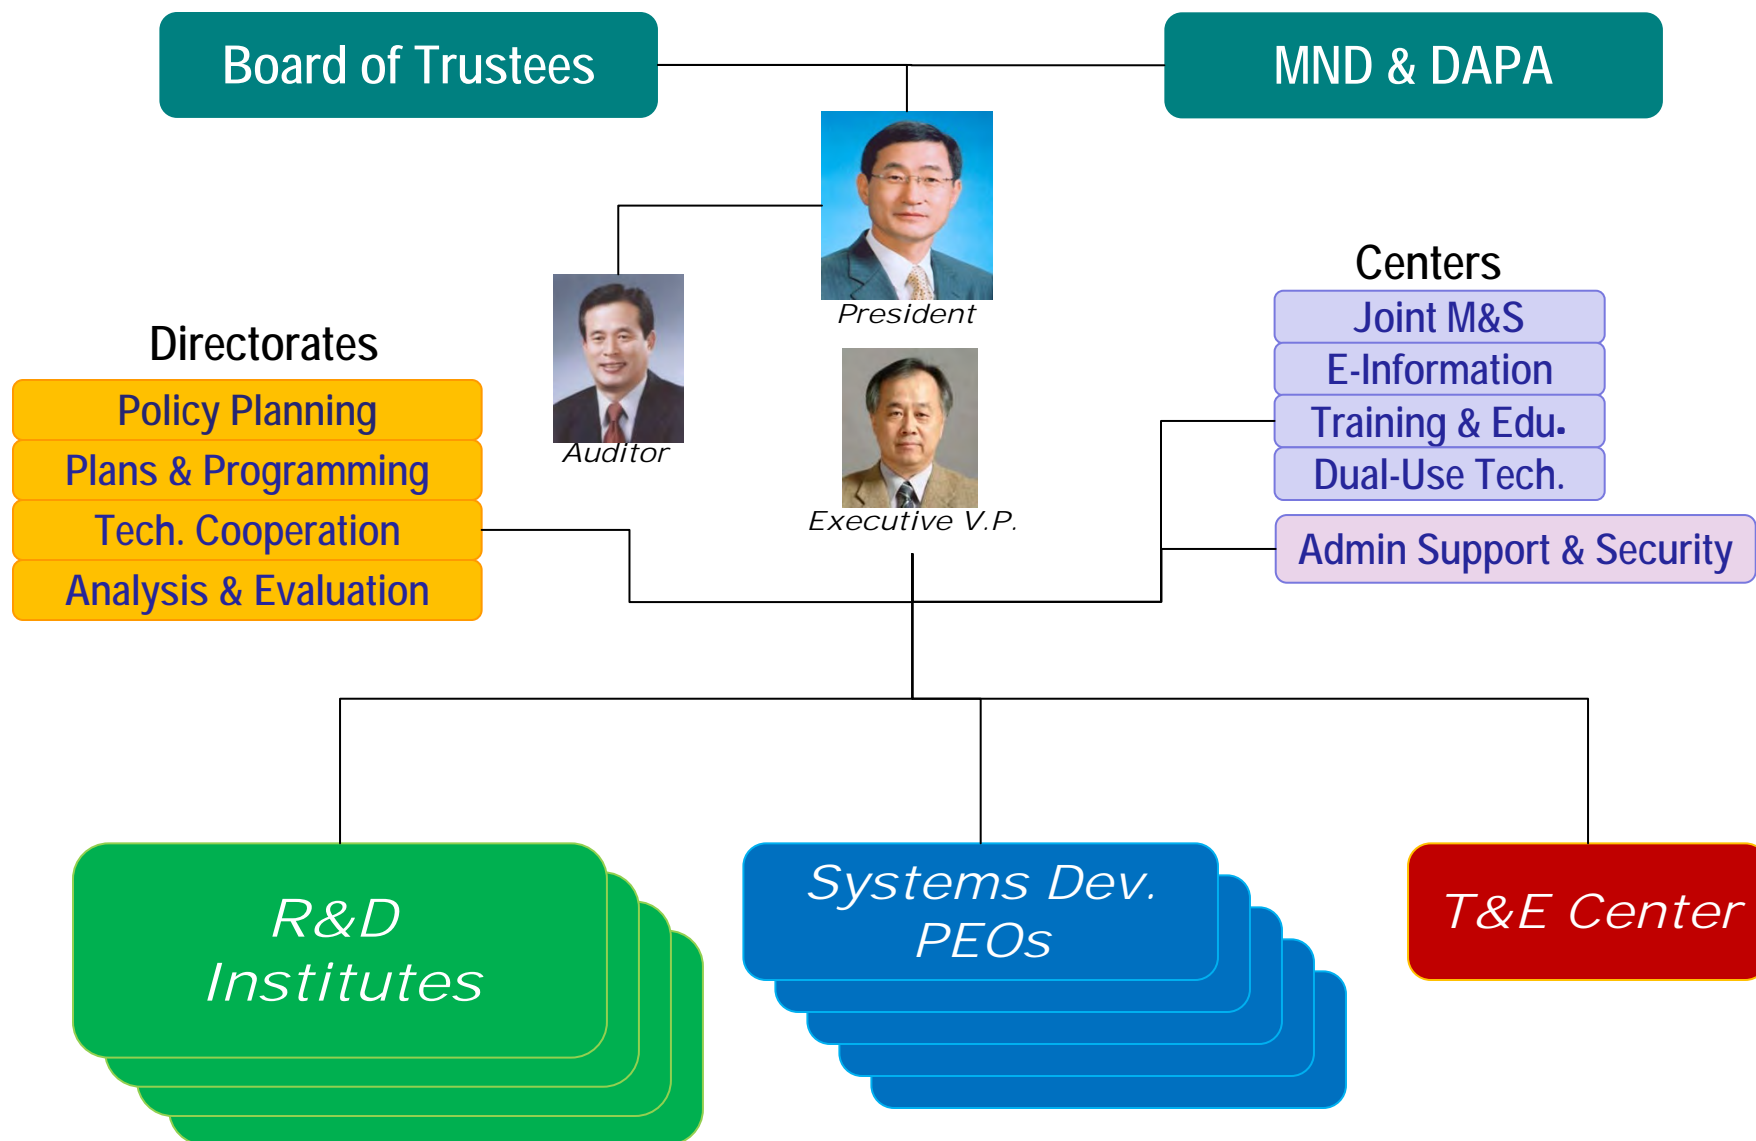 Board of Trustees
MND & DAPA
President
Auditor
Executive V.P.
Directorates
Policy Planning
Plans & Programming
Tech. Cooperation
Analysis & Evaluation
Centers
Joint M&S
E-Information
Training & Edu.
Dual-Use Tech.
Admin Support & Security
R&D
Institutes
Systems Dev.
PEOs
T&E Center